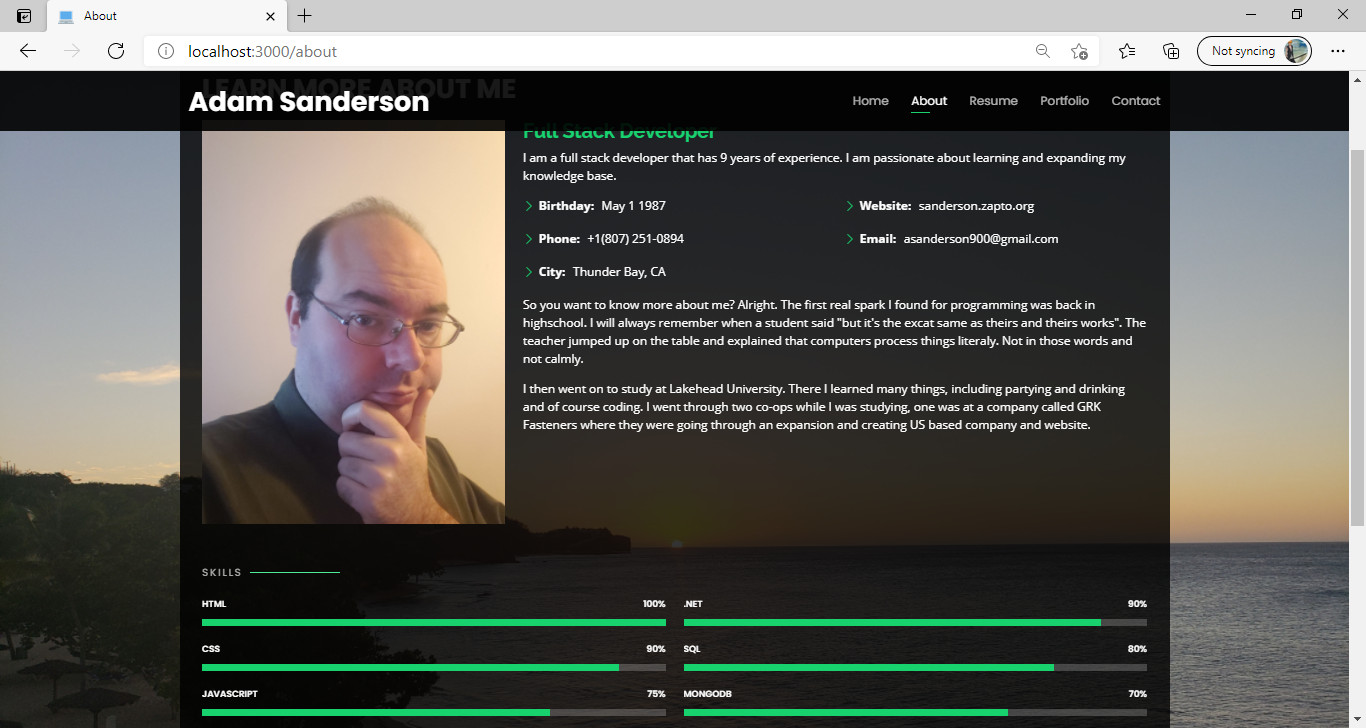 About
localhost:3000/about
Not syncing
LEARN MORE ABOUT ME
Adam Sanderson
Home
About
Resume
Portfolio
Contact
Full Stack Developer
I am a full stack developer that has 9 years of experience. I am passionate about learning and expanding my
knowledge base.
Birthday: May 1 1987
Website: sanderson.zapto.org
Phone: +1(807) 251-0894
Email: asanderson900@gmail.com
City: Thunder Bay, CA
So you want to know more about me? Alright. The first real spark I found for programming was back in
highschool. I will always remember when a student said "but it's the excat same as theirs and theirs works". The
teacher jumped up on the table and explained that computers process things literaly. Not in those words and
not calmly.
I then went on to study at Lakehead University. There I learned many things, including partying and drinking
and of course coding. I went through two co-ops while I was studying, one was at a company called GRK
Fasteners where they were going through an expansion and creating US based company and website.
SKILLS
HTML 100%
.NET 90%
CSS 90%
SQL 80%
JAVASCRIPT 75%
MONGODB 70%